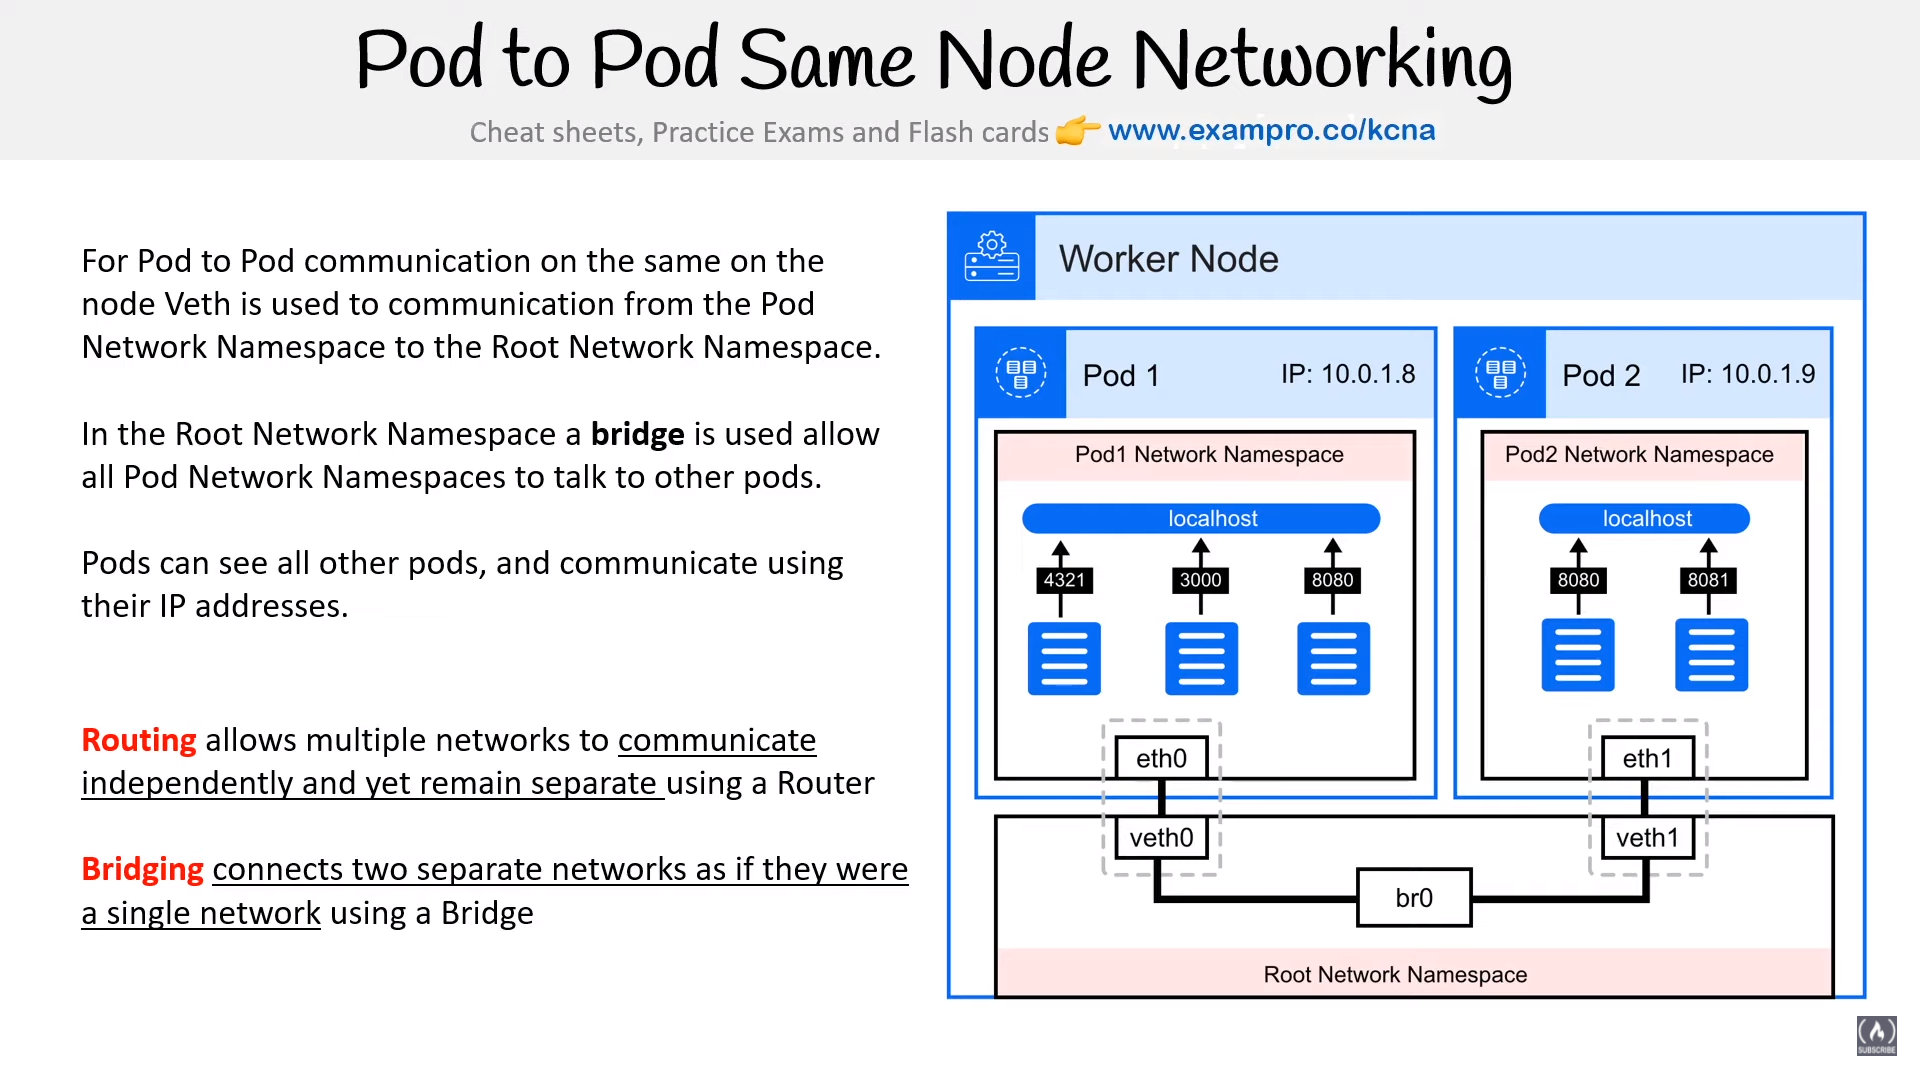 Pod to Pod Same Node Networking
Cheat sheets, Practice Exams and Flash cards 👉 www.exampro.co/kcna
For Pod to Pod communication on the same on the
node Veth is used to communication from the Pod
Network Namespace to the Root Network Namespace.
In the Root Network Namespace a bridge is used allow
all Pod Network Namespaces to talk to other pods.
Pods can see all other pods, and communicate using
their IP addresses.
Routing allows multiple networks to communicate
independently and yet remain separate using a Router
Bridging connects two separate networks as if they were
a single network using a Bridge
Worker Node
Pod 1 IP: 10.0.1.8
Pod1 Network Namespace
localhost
4321 3000 8080
eth0
veth0
Pod 2 IP: 10.0.1.9
Pod2 Network Namespace
localhost
8080 8081
eth1
veth1
br0
Root Network Namespace
SUBSCRIBE